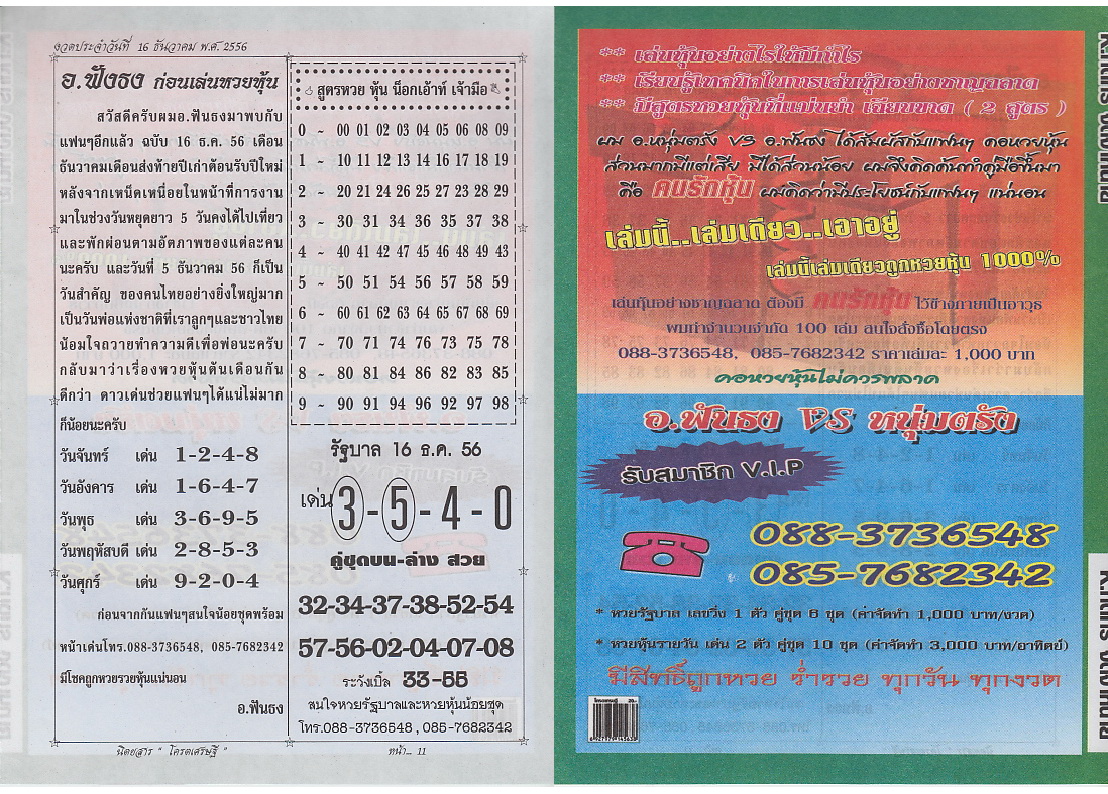 งวดประจำวันที่ 16 ธันวาคม พ.ศ. 2556
อ.ฟังธง ก่อนเล่นหวยหุ้น
สวัสดีครับผมอ.ฟันธงมาพบกับ
แฟนๆอีกแล้ว ฉบับ 16 ธ.ค. 56 เดือน
ธันวาคมเดือนส่งท้ายปีเก่าต้อนรับปีใหม่
หลังจากเหน็ดเหนื่อยในหน้าที่การงาน
มาในช่วงวันหยุดยาว 5 วันคงได้ไปเที่ยว
และพักผ่อนตามอัตภาพของแต่ละคน
นะครับ และวันที่ 5 ธันวาคม 56 ก็เป็น
วันสำคัญ ของคนไทยอย่างยิ่งใหญ่มาก
เป็นวันพ่อแห่งชาติที่เราลูกๆและชาวไทย
น้อมใจถวายทำความดีเพื่อพ่อนะครับ
กลับมาว่าเรื่องหวยหุ้นต้นเดือนกัน
ดีกว่า ดาวเด่นช่วยแฟนๆได้แน่ไม่มาก
ก็น้อยนะครับ
วันจันทร์ เด่น 1-2-4-8
วันอังคาร เด่น 1-6-4-7
วันพุธ เด่น 3-6-9-5
วันพฤหัสบดี เด่น 2-8-5-3
วันศุกร์ เด่น 9-2-0-4
ก่อนจากกันแฟนๆสนใจน้อยชุดพร้อม
หน้าเด่นโทร.088-3736548, 085-7682342
มีโชคถูกหวยรวยหุ้นแน่นอน
อ.ฟันธง
สูตรหวย หุ้น น็อกเอ้าท์ เจ้ามือ
0 ~ 00 01 02 03 04 05 06 08 09
1 ~ 10 11 12 13 14 16 17 18 19
2 ~ 20 21 24 26 25 27 23 28 29
3 ~ 30 31 34 36 35 37 38
4 ~ 40 41 42 47 45 46 48 49 43
5 ~ 50 51 54 56 57 58 59
6 ~ 60 61 62 63 64 65 67 68 69
7 ~ 70 71 74 76 73 75 78
8 ~ 80 81 84 86 82 83 85
9 ~ 90 91 94 96 92 97 98
รัฐบาล 16 ธ.ค. 56
เด่น 3-5-4-0
คู่ชุดบน-ล่าง สวย
32-34-37-38-52-54
57-56-02-04-07-08
ระวังเบิ้ล 33-55
สนใจหวยรัฐบาลและหวยหุ้นน้อยชุด
โทร.088-3736548,085-7682342
นิตยสาร " โคตรเศรษฐี "
หน้า.. 11
** เล่นหุ้นอย่างไรให้มีกำไร
** เรียนรู้เทคนิคในการเล่นหุ้นอย่างชาญฉลาด
** มีสูตรหวยหุ้นที่แม่นยำ เฉียบขาด ( 2 สูตร )
ผม อ.หนุ่มตรัง VS อ.ฟันธง ได้สัมผัสกับแฟนๆ คอหวยหุ้น
ส่วนมากมีแต่เสีย มีได้ส่วนน้อย ผมจึงคิดค้นทำคู่มือขึ้นมา
คือ คนรักหุ้น ผมคิดว่ามีประโยชน์กับแฟนๆ แน่นอน
เล่มนี้..เล่มเดียว..เอาอยู่
เล่มนี้เล่มเดียวถูกหวยหุ้น 1000%
เล่นหุ้นอย่างชาญฉลาด ต้องมี คนรักหุ้น ไว้ข้างกายเป็นอาวุธ
ผมทำจำนวนจำกัด 100 เล่ม สนใจสั่งซื้อโดยตรง
088-3736548, 085-7682342 ราคาเล่มละ 1,000 บาท
คอหวยหุ้นไม่ควรพลาด
อ.ฟันธง VS หนุ่มตรัง
รับสมาชิก V.I.P
088-3736548
085-7682342
* หวยรัฐบาล เลขวิ่ง 1 ตัว คู่ชุด 6 ชุด (ค่าจัดทำ 1,000 บาท/งวด)
* หวยหุ้นรายวัน เด่น 2 ตัว คู่ชุด 10 ชุด (ค่าจัดทำ 3,000 บาท/อาทิตย์)
มีสิทธิ์ถูกหวย ร่ำรวย ทุกวัน ทุกงวด